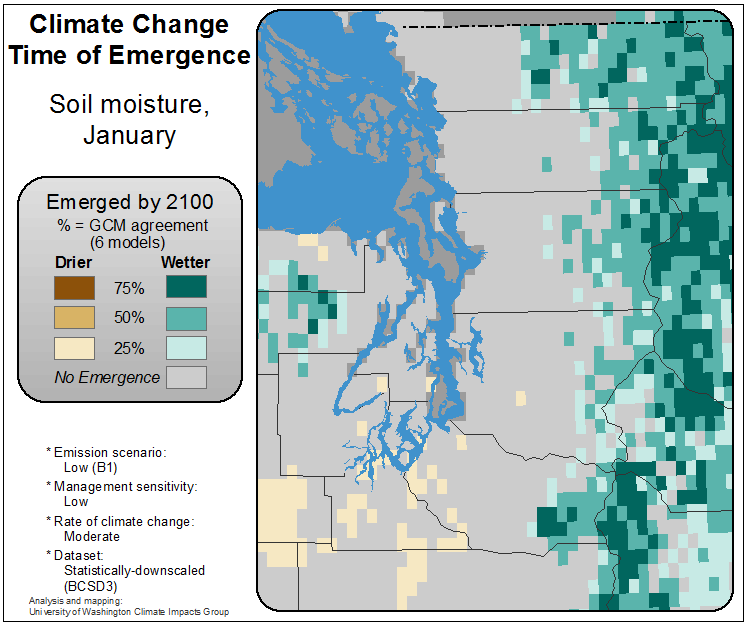 Climate Change
Time of Emergence
Soil moisture,
January
Emerged by 2100
% = GCM agreement
(6 models)
Drier Wetter
75%
50%
25%
No Emergence
* Emission scenario:
Low (B1)
* Management sensitivity:
Low
* Rate of climate change:
Moderate
* Dataset:
Statistically-downscaled
(BCSD3)
Analysis and mapping:
University of Washington Climate Impacts Group